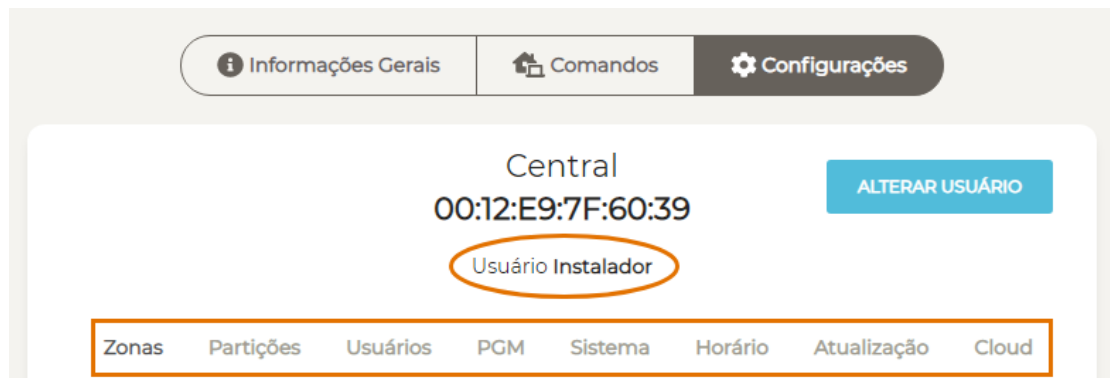 Informações Gerais Comandos Configurações
Central
00:12:E9:7F:60:39
ALTERAR USUÁRIO
Usuário Instalador
Zonas Partições Usuários PGM Sistema Horário Atualização Cloud